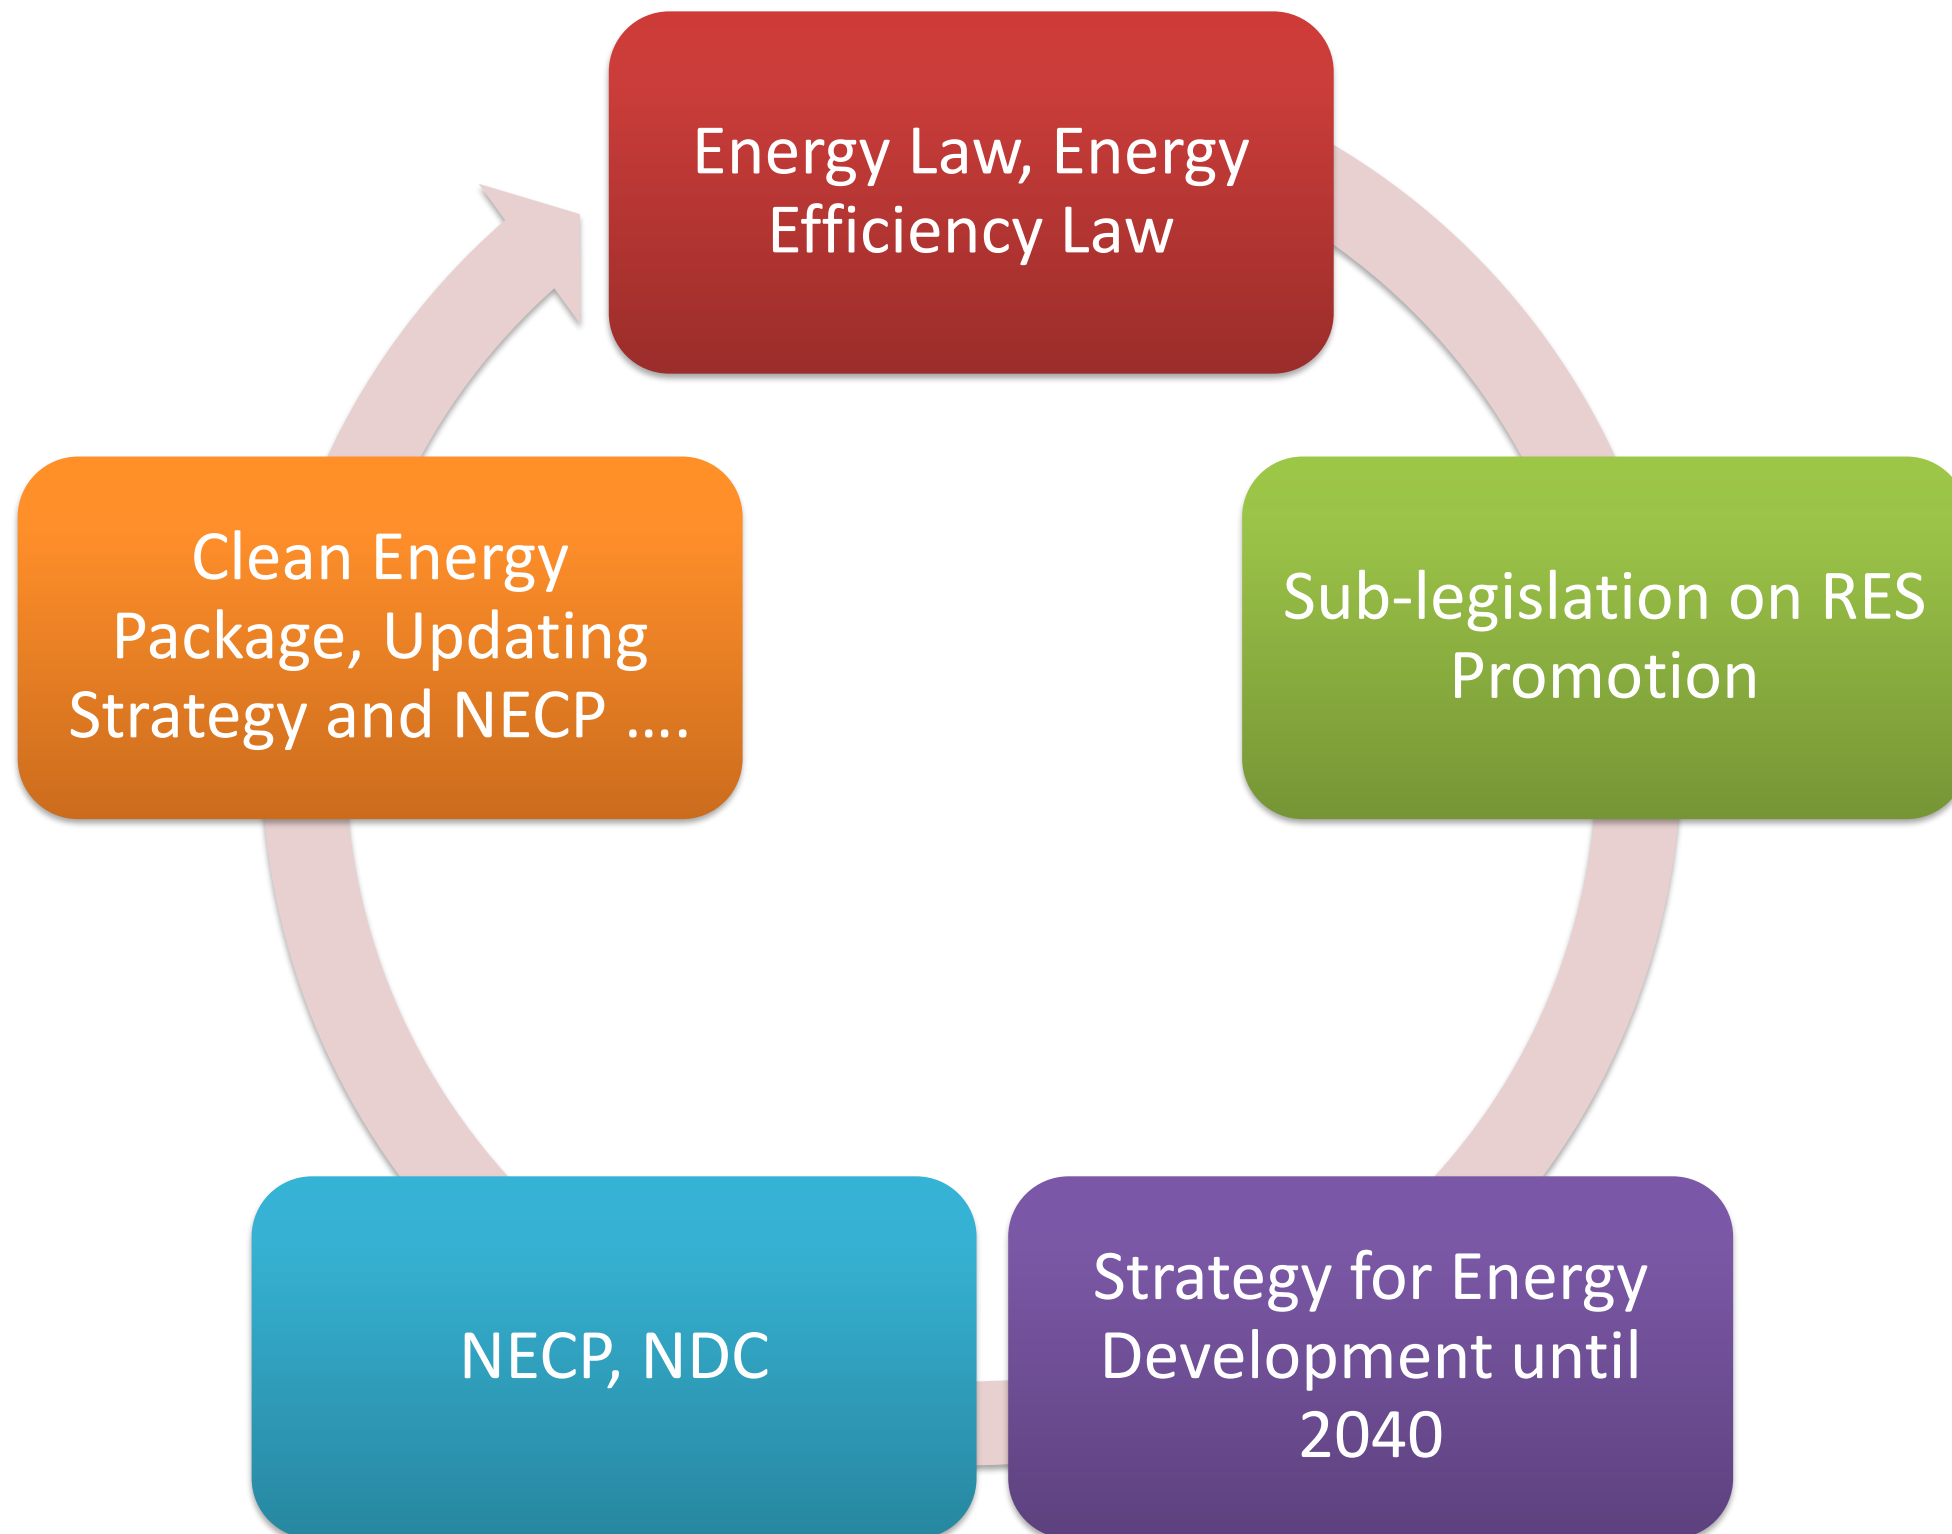 Energy Law, Energy
Efficiency Law
Clean Energy
Package, Updating
Strategy and NECP ....
Sub-legislation on RES
Promotion
NECP, NDC
Strategy for Energy
Development until
2040